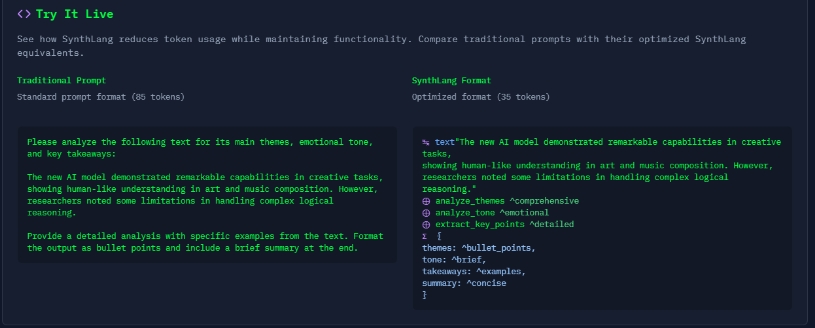 <> Try It Live
See how SynthLang reduces token usage while maintaining functionality. Compare traditional prompts with their optimized SynthLang
equivalents.
Traditional Prompt
Standard prompt format (85 tokens)
Please analyze the following text for its main themes, emotional tone,
and key takeaways:
The new AI model demonstrated remarkable capabilities in creative tasks,
showing human-like understanding in art and music composition. However,
researchers noted some limitations in handling complex logical
reasoning.
Provide a detailed analysis with specific examples from the text. Format
the output as bullet points and include a brief summary at the end.
SynthLang Format
Optimized format (35 tokens)
↹ text"The new AI model demonstrated remarkable capabilities in creative
tasks,
showing human-like understanding in art and music composition. However,
researchers noted some limitations in handling complex logical
reasoning."
⊕ analyze_themes ^comprehensive
⊕ analyze_tone ^emotional
⊕ extract_key_points ^detailed
Σ {
themes: ^bullet_points,
tone: ^brief,
takeaways: ^examples,
summary: ^concise
}